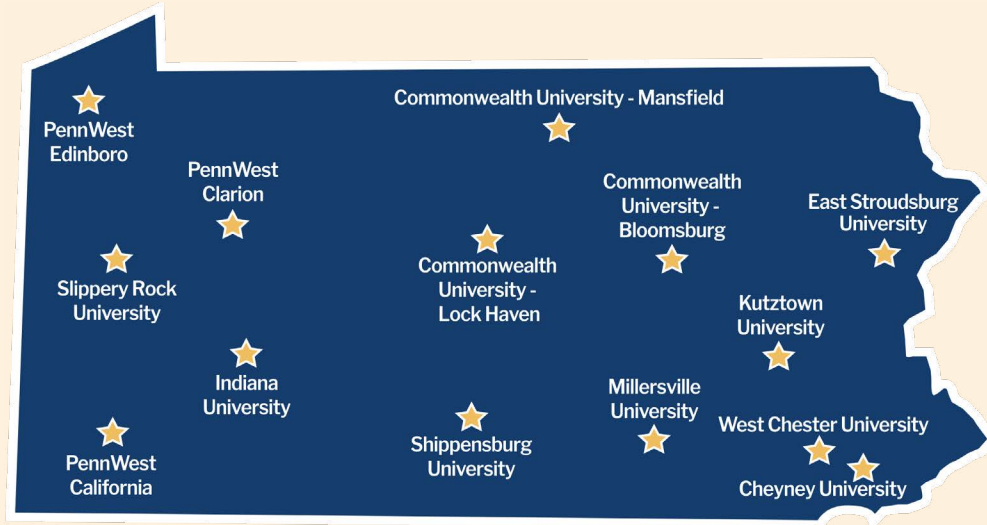 Commonwealth University - Mansfield
PennWest
Edinboro
PennWest
Clarion
Commonwealth
University -
Bloomsburg
East Stroudsburg
University
Commonwealth
University -
Lock Haven
Slippery Rock
University
Kutztown
University
Indiana
University
Millersville
University
West Chester University
Shippensburg
University
PennWest
California
Cheyney University